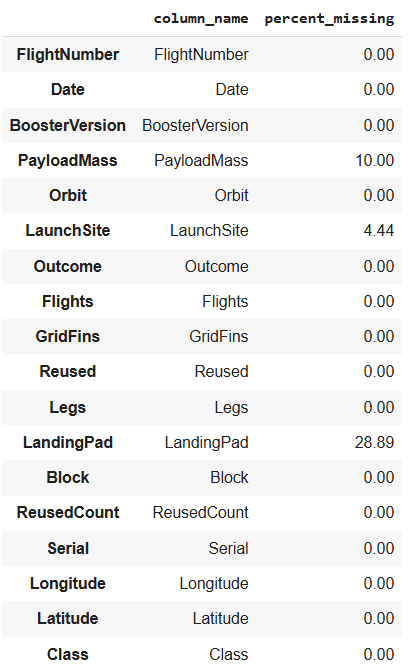 column_name percent_missing
FlightNumber FlightNumber 0.00
Date Date 0.00
BoosterVersion BoosterVersion 0.00
PayloadMass PayloadMass 10.00
Orbit Orbit 0.00
LaunchSite LaunchSite 4.44
Outcome Outcome 0.00
Flights Flights 0.00
GridFins GridFins 0.00
Reused Reused 0.00
Legs Legs 0.00
LandingPad LandingPad 28.89
Block Block 0.00
ReusedCount ReusedCount 0.00
Serial Serial 0.00
Longitude Longitude 0.00
Latitude Latitude 0.00
Class Class 0.00